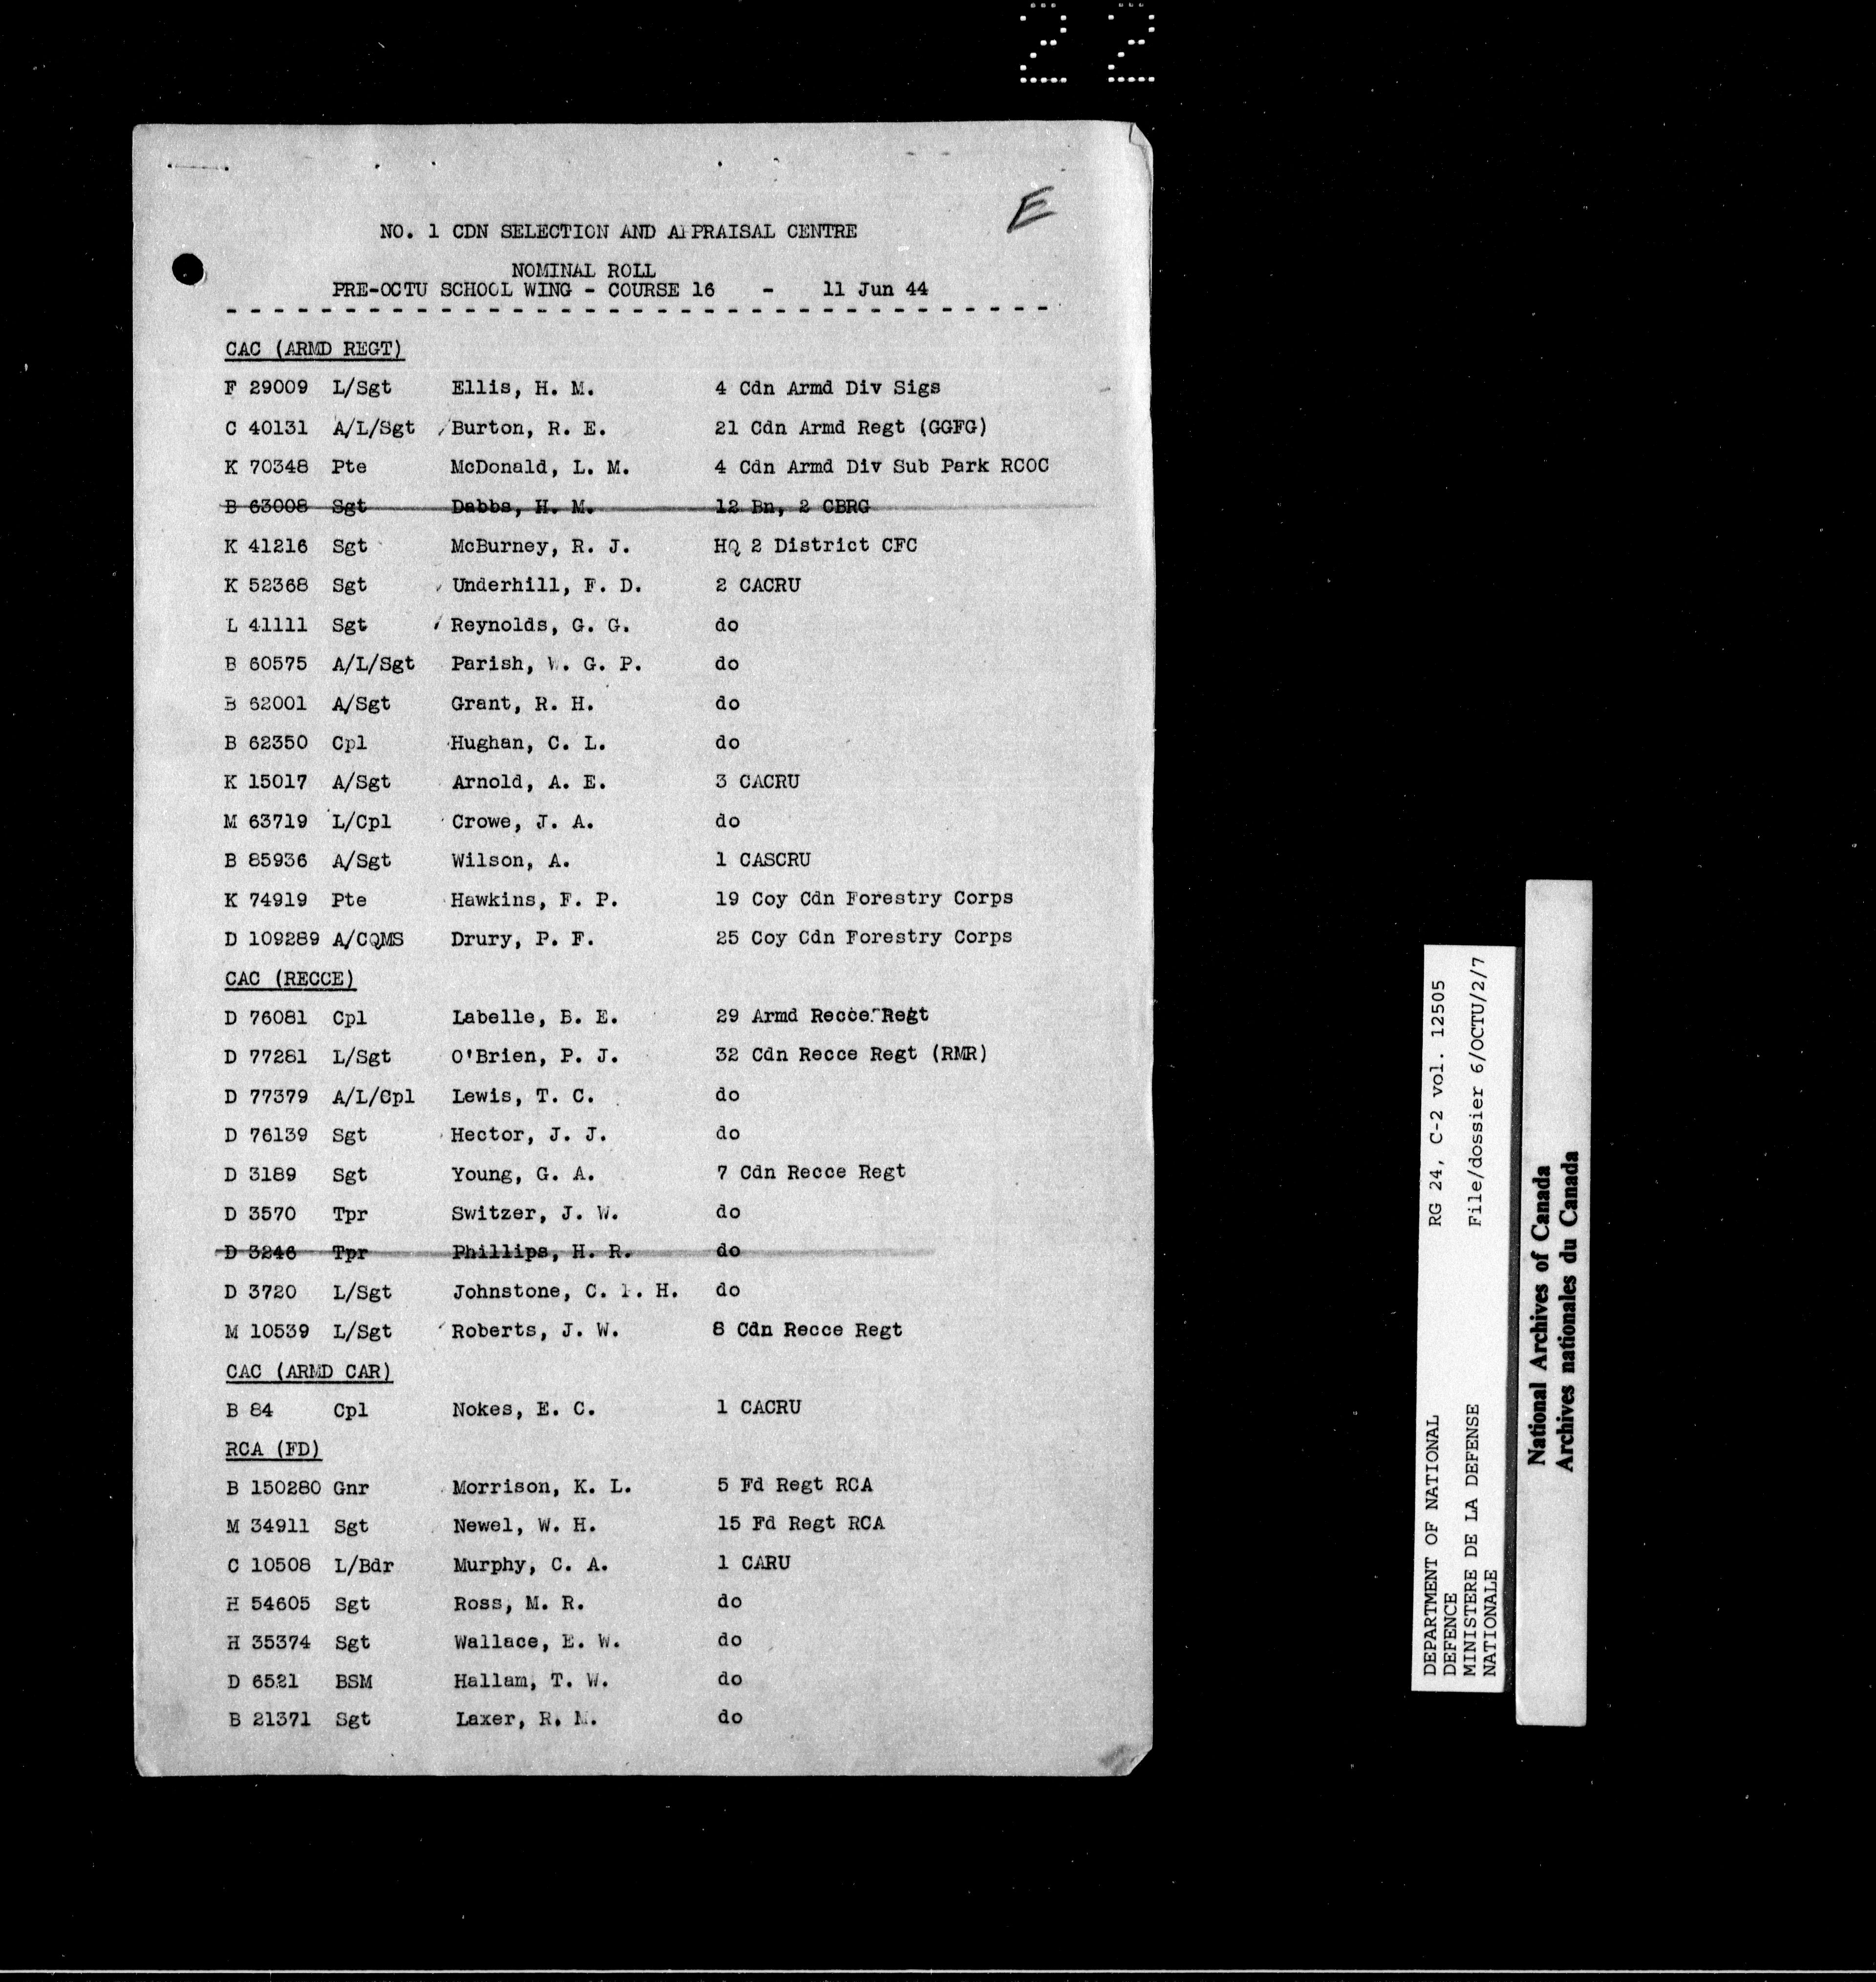 22
E
NO. 1 CDN SELECTION AND APPRAISAL CENTRE
NOMINAL ROLL
PRE-OCTU SCHOOL WING - COURSE 16 - 11 Jun 44
- - - - - - - - - - - - - - - - - - - - - - - - - - - - - - - - - - -
CAC (ARMD REGT)
F 29009 L/Sgt Ellis, H. M. 4 Cdn Armd Div Sigs
C 40131 A/L/Sgt Burton, R. E. 21 Cdn Armd Regt (GGFG)
K 70348 Pte McDonald, L. M. 4 Cdn Armd Div Sub Park RCOC
B 63008 Sgt Dabbs, H. M. 12 Bn, 2 CBRG
K 41216 Sgt McBurney, R. J. HQ 2 District CFC
K 52368 Sgt Underhill, F. D. 2 CACRU
L 41111 Sgt Reynolds, G. G. do
B 60575 A/L/Sgt Parish, W. G. P. do
B 62001 A/Sgt Grant, R. H. do
B 62350 Cpl Hughan, C. L. do
K 15017 A/Sgt Arnold, A. E. 3 CACRU
M 63719 L/Cpl Crowe, J. A. do
B 85936 A/Sgt Wilson, A. 1 CASCRU
K 74919 Pte Hawkins, F. P. 19 Coy Cdn Forestry Corps
D 109289 A/CQMS Drury, P. F. 25 Coy Cdn Forestry Corps
CAC (RECCE)
D 76081 Cpl Labelle, B. E. 29 Armd Recce Regt
D 77281 L/Sgt O'Brien, P. J. 32 Cdn Recce Regt (RMR)
D 77379 A/L/Cpl Lewis, T. C. do
D 76139 Sgt Hector, J. J. do
D 3189 Sgt Young, G. A. 7 Cdn Recce Regt
D 3570 Tpr Switzer, J. W. do
D 3246 Tpr Phillips, H. R. do
D 3720 L/Sgt Johnstone, C. H. do
M 10539 L/Sgt Roberts, J. W. 8 Cdn Recce Regt
CAC (ARMD CAR)
B 84 Cpl Nokes, E. C. 1 CACRU
RCA (FD)
B 150280 Gnr Morrison, K. L. 5 Fd Regt RCA
M 34911 Sgt Newel, W. H. 15 Fd Regt RCA
C 10508 L/Bdr Murphy, C. A. 1 CARU
H 54605 Sgt Ross, M. R. do
H 35374 Sgt Wallace, E. W. do
D 6521 BSM Hallam, T. W. do
B 21371 Sgt Laxer, R. M. do
DEPARTMENT OF NATIONAL RG 24, C-2 vol. 12505
DEFENCE
MINISTERE DE LA DEFENSE File/dossier 6/OCTU/2/7
NATIONALE
National Archives of Canada
Archives nationales du Canada